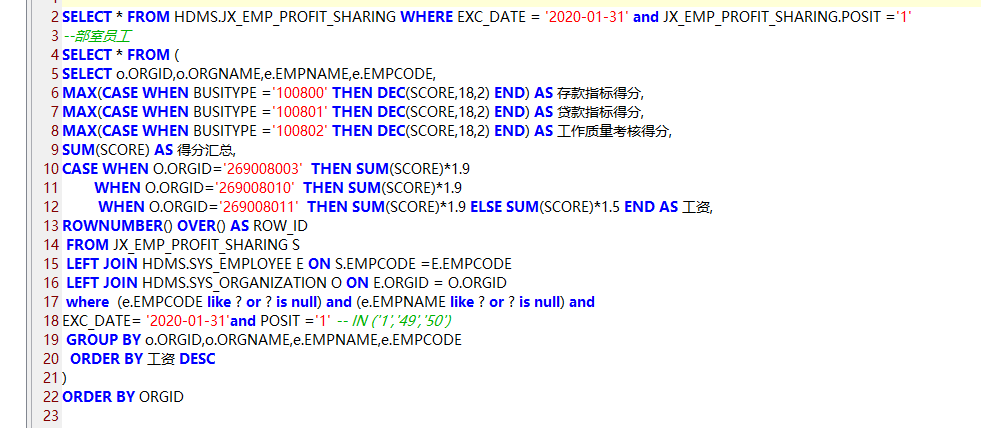 2 SELECT * FROM HDMS.JX_EMP_PROFIT_SHARING WHERE EXC_DATE = '2020-01-31' and JX_EMP_PROFIT_SHARING.POSIT ='1'
3 --部室员工
4 SELECT * FROM (
5 SELECT o.ORGID,o.ORGNAME,e.EMPNAME,e.EMPCODE,
6 MAX(CASE WHEN BUSITYPE ='100800' THEN DEC(SCORE,18,2) END) AS 存款指标得分,
7 MAX(CASE WHEN BUSITYPE ='100801' THEN DEC(SCORE,18,2) END) AS 贷款指标得分,
8 MAX(CASE WHEN BUSITYPE ='100802' THEN DEC(SCORE,18,2) END) AS 工作质量考核得分,
9 SUM(SCORE) AS 得分汇总,
10 CASE WHEN O.ORGID='269008003' THEN SUM(SCORE)*1.9
11 WHEN O.ORGID='269008010' THEN SUM(SCORE)*1.9
12 WHEN O.ORGID='269008011' THEN SUM(SCORE)*1.9 ELSE SUM(SCORE)*1.5 END AS 工资,
13 ROWNUMBER() OVER() AS ROW_ID
14 FROM JX_EMP_PROFIT_SHARING S
15 LEFT JOIN HDMS.SYS_EMPLOYEE E ON S.EMPCODE =E.EMPCODE
16 LEFT JOIN HDMS.SYS_ORGANIZATION O ON E.ORGID = O.ORGID
17 where (e.EMPCODE like ? or ? is null) and (e.EMPNAME like ? or ? is null) and
18 EXC_DATE= '2020-01-31'and POSIT ='1' -- IN ('1','49','50')
19 GROUP BY o.ORGID,o.ORGNAME,e.EMPNAME,e.EMPCODE
20 ORDER BY 工资 DESC
21 )
22 ORDER BY ORGID
23